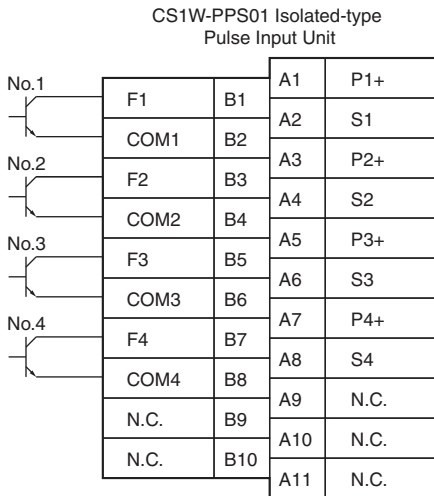 CS1W-PPS01 Isolated-type
Pulse Input Unit
No.1
F1 B1
COM1 B2
No.2
F2 B3
COM2 B4
No.3
F3 B5
COM3 B6
No.4
F4 B7
COM4 B8
N.C. B9
N.C. B10
A1 P1+
A2 S1
A3 P2+
A4 S2
A5 P3+
A6 S3
A7 P4+
A8 S4
A9 N.C.
A10 N.C.
A11 N.C.